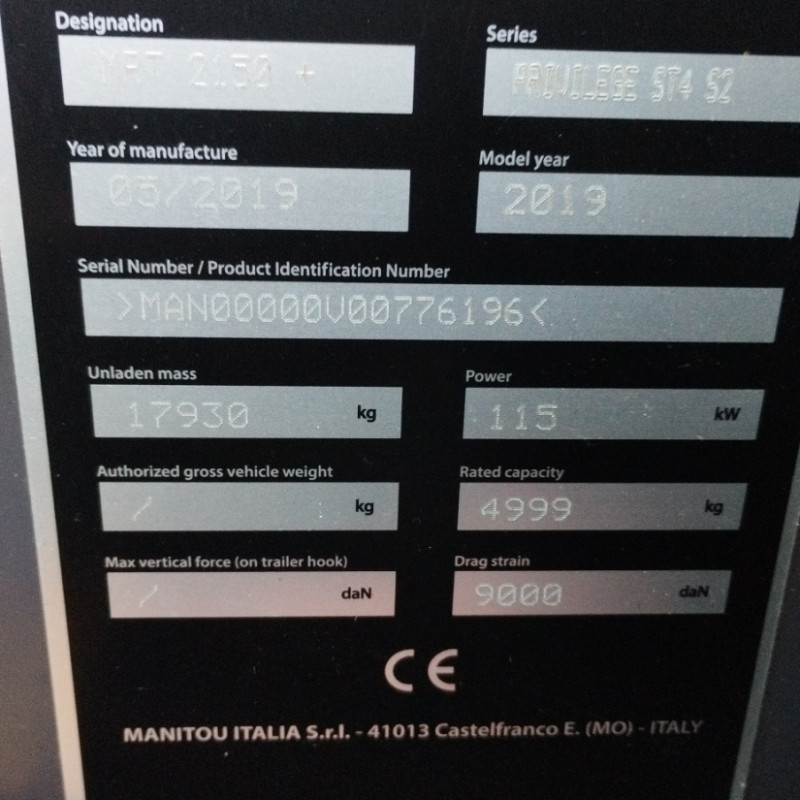 Designation Series
MRT 2150 + PRIVILEGE ST4 S2
Year of manufacture Model year
05/2019 2019
Serial Number / Product Identification Number
>MAN00000V00776196<
Unladen mass Power
17930 kg 115 kW
Authorized gross vehicle weight Rated capacity
/ kg 4999 kg
Max vertical force (on trailer hook) Drag strain
/ daN 9000 daN
CE
MANITOU ITALIA S.r.l. - 41013 Castelfranco E. (MO) - ITALY